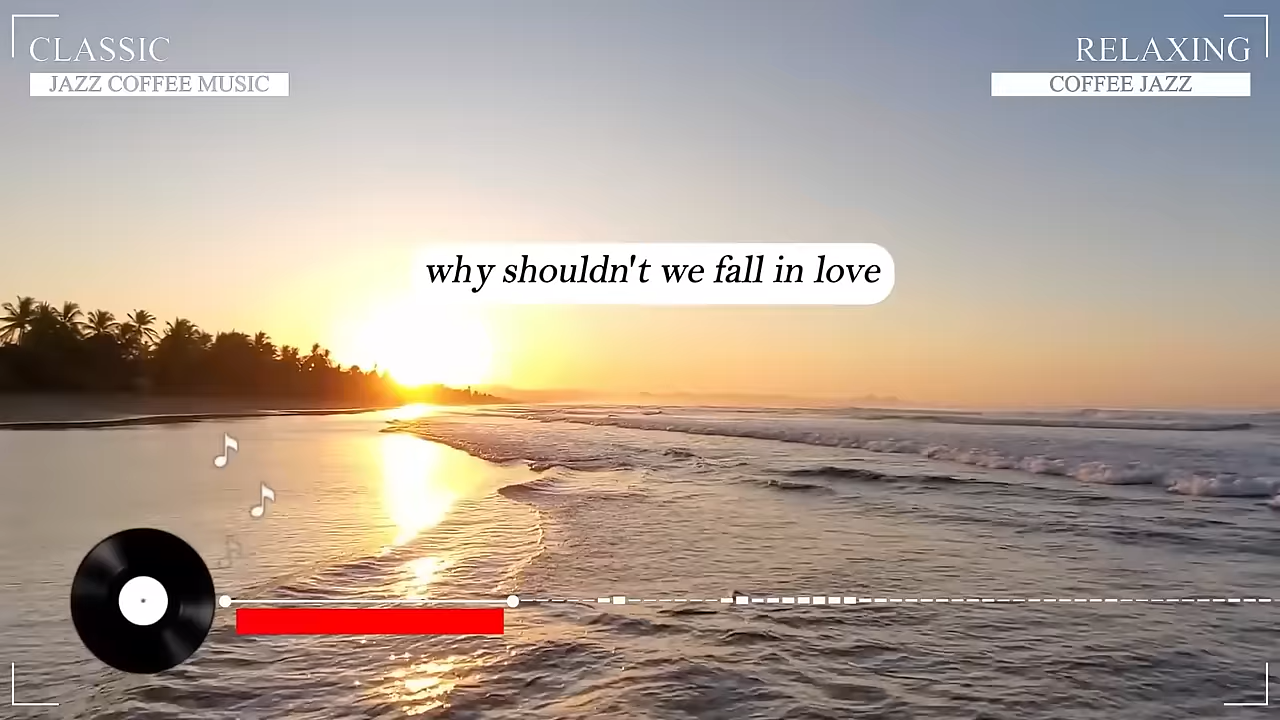 CLASSIC
JAZZ COFFEE MUSIC
RELAXING
COFFEE JAZZ
why shouldn't we fall in love